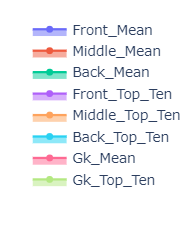 Front_Mean
Middle_Mean
Back_Mean
Front_Top_Ten
Middle_Top_Ten
Back_Top_Ten
Gk_Mean
Gk_Top_Ten